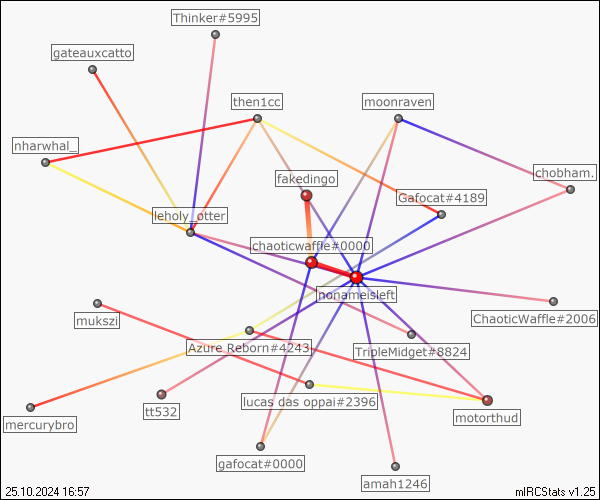 Thinker#5995
gateauxcatto
then1cc
moonraven
nharwhal_
chobham.
fakedingo
Gafocat#4189
leholy_otter
chaoticwaffle#0000
nonameisleft
mukszi
ChaoticWaffle#2006
Azure Reborn#4243
TripleMidget#8824
lucas das oppai#2396
mercurybro
tt532
motorthud
gafocat#0000
amah1246
25.10.2024 16:57
mIRCStats v1.25